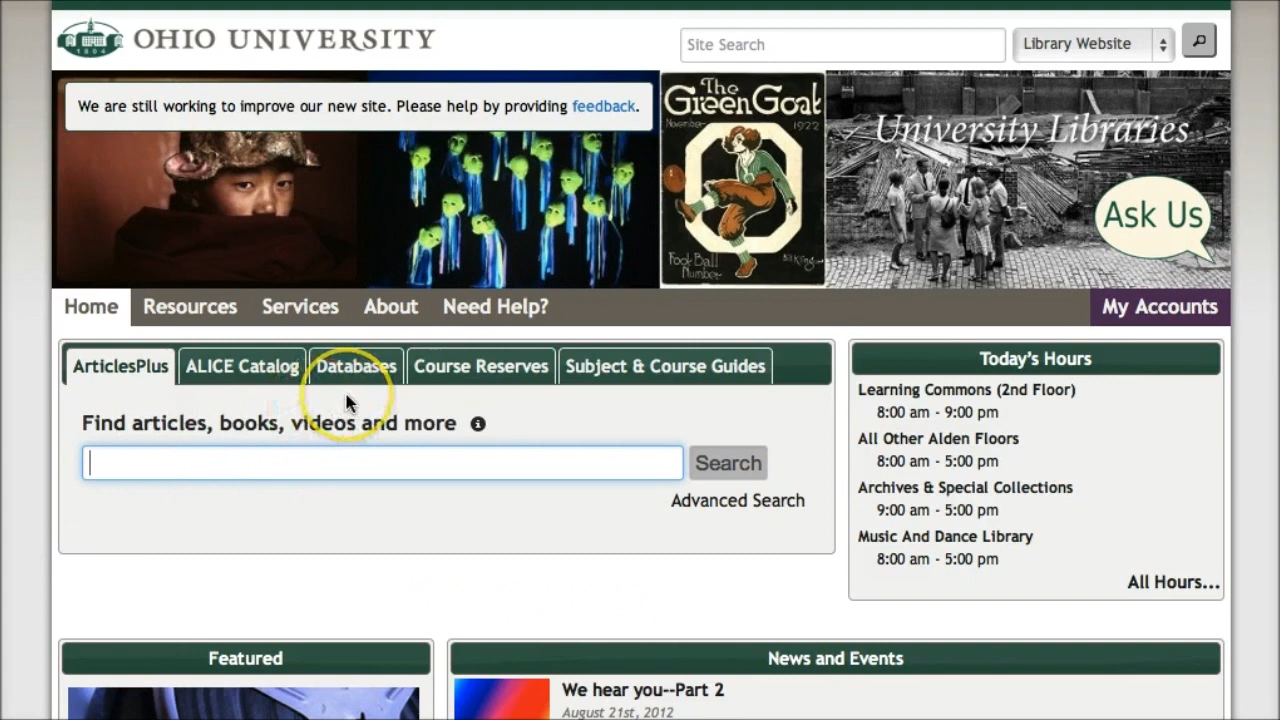 1804
OHIO UNIVERSITY
Site Search
Library Website
We are still working to improve our new site. Please help by providing feedback.
The
Green Goat
November
1922
Foot Ball
Number
University Libraries
Ask Us
Home
Resources
Services
About
Need Help?
My Accounts
ArticlesPlus
ALICE Catalog
Databases
Course Reserves
Subject & Course Guides
Find articles, books, videos and more
Search
Advanced Search
Today's Hours
Learning Commons (2nd Floor)
8:00 am - 9:00 pm
All Other Alden Floors
8:00 am - 5:00 pm
Archives & Special Collections
9:00 am - 5:00 pm
Music And Dance Library
8:00 am - 5:00 pm
All Hours...
Featured
News and Events
We hear you--Part 2
August 21st, 2012